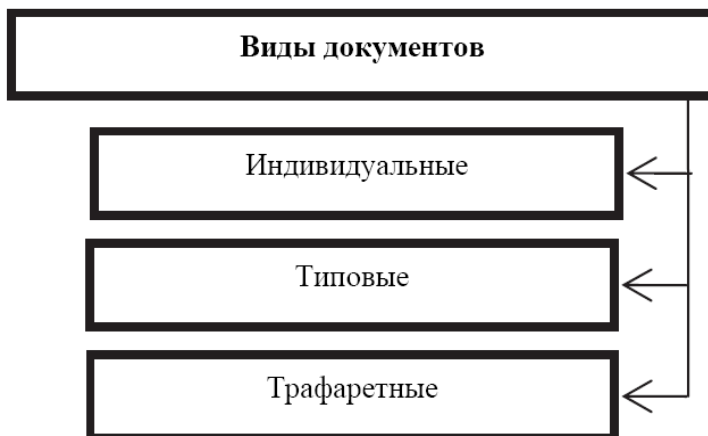 Виды документов
Индивидуальные
Типовые
Трафаретные